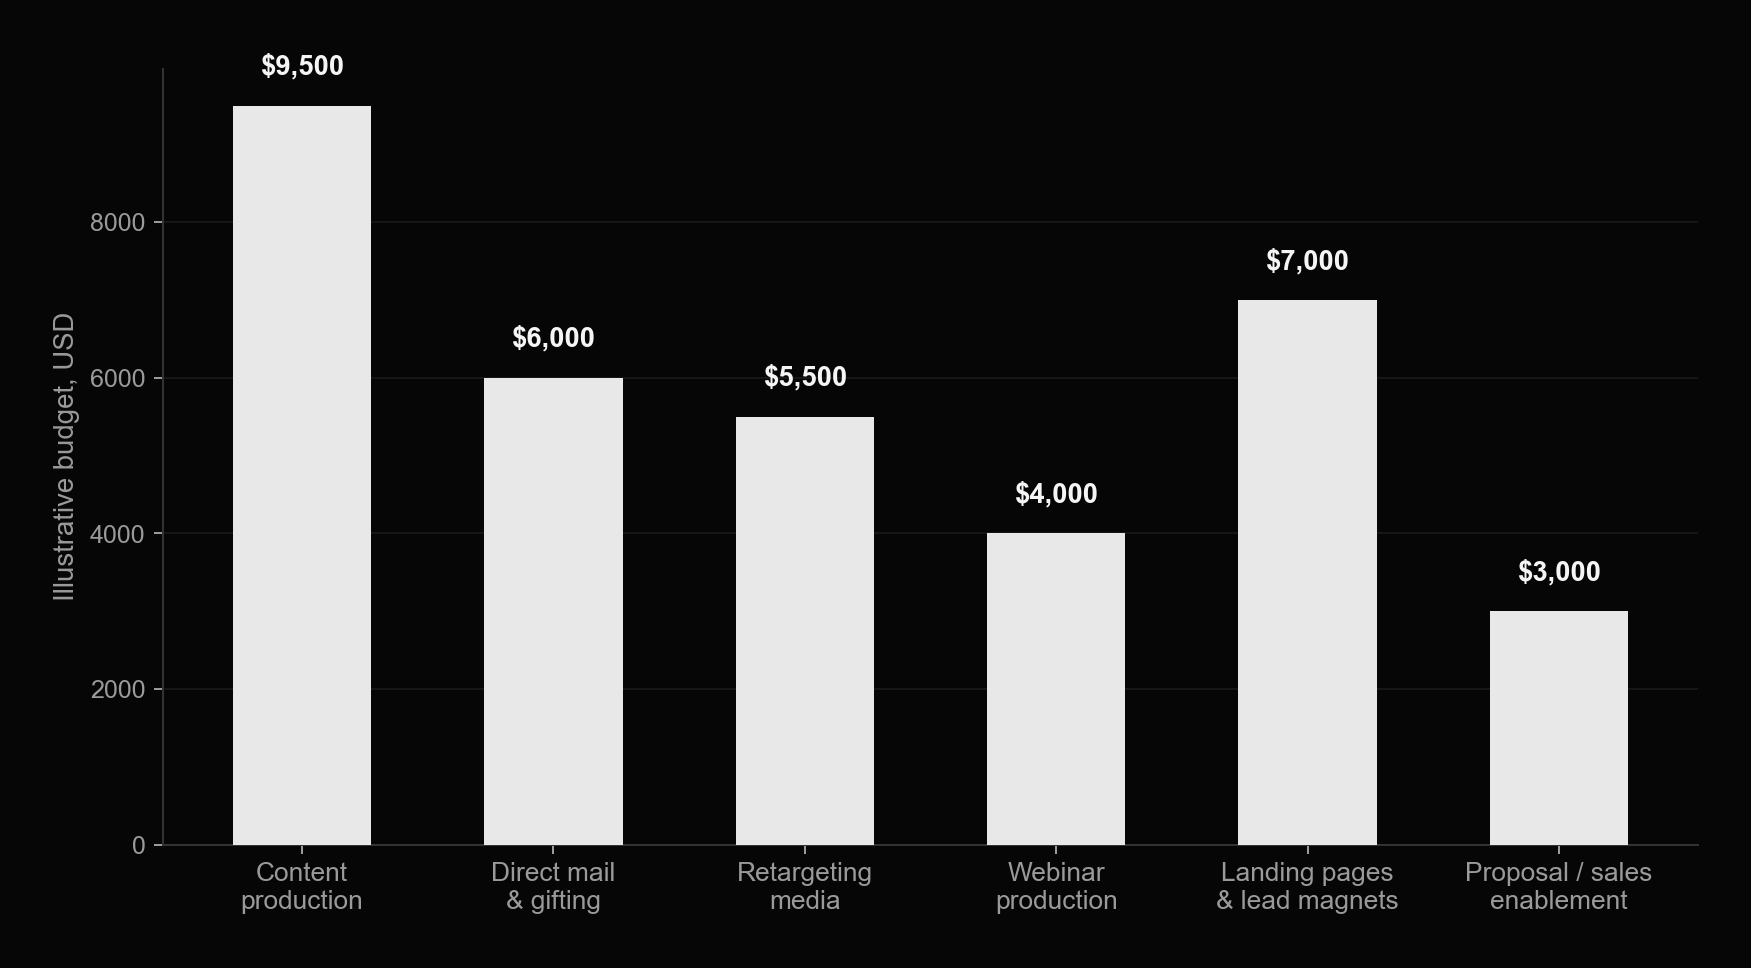 $9,500
8000
$7,000
$6,000
6000
$5,500
$4,000
4000
$3,000
2000
0
Illustrative budget, USD
Content
production
Direct mail
& gifting
Retargeting
media
Webinar
production
Landing pages
& lead magnets
Proposal / sales
enablement